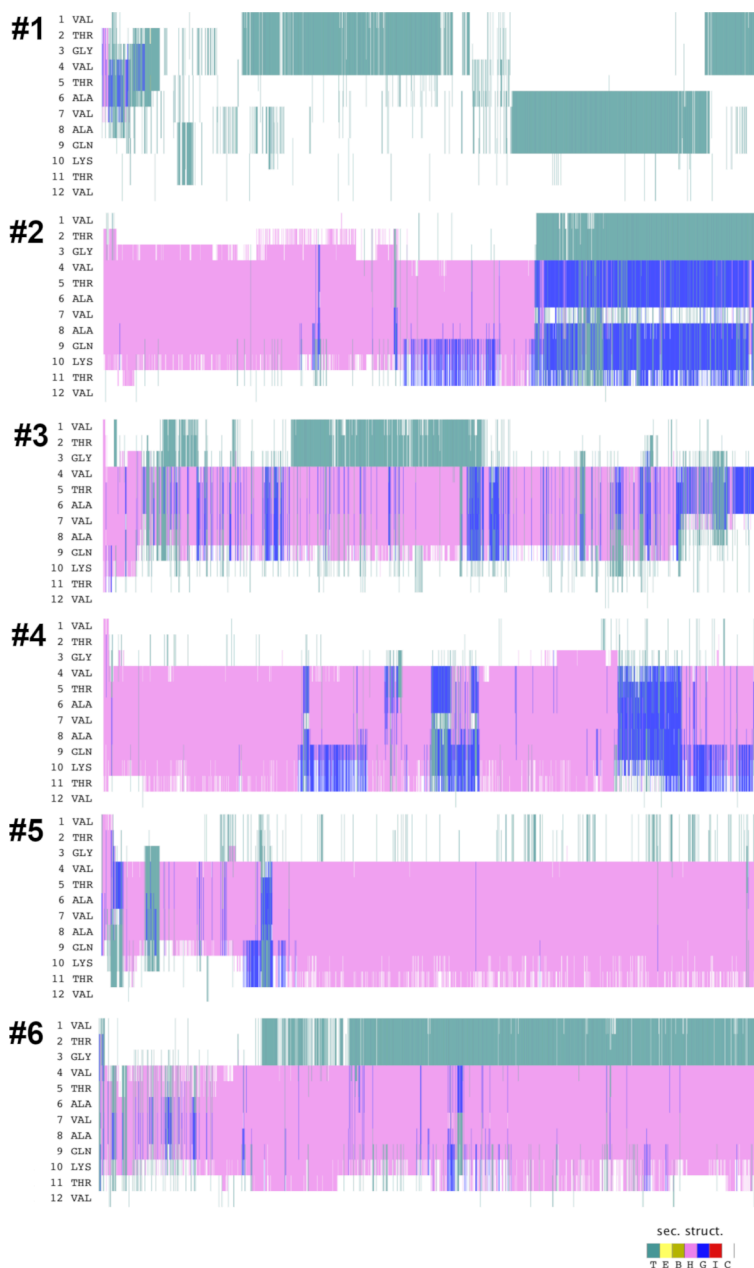 #1
1 VAL
2 THR
3 GLY
4 VAL
5 THR
6 ALA
7 VAL
8 ALA
9 GLN
10 LYS
11 THR
12 VAL
#2
1 VAL
2 THR
3 GLY
4 VAL
5 THR
6 ALA
7 VAL
8 ALA
9 GLN
10 LYS
11 THR
12 VAL
#3
1 VAL
2 THR
3 GLY
4 VAL
5 THR
6 ALA
7 VAL
8 ALA
9 GLN
10 LYS
11 THR
12 VAL
#4
1 VAL
2 THR
3 GLY
4 VAL
5 THR
6 ALA
7 VAL
8 ALA
9 GLN
10 LYS
11 THR
12 VAL
#5
1 VAL
2 THR
3 GLY
4 VAL
5 THR
6 ALA
7 VAL
8 ALA
9 GLN
10 LYS
11 THR
12 VAL
#6
1 VAL
2 THR
3 GLY
4 VAL
5 THR
6 ALA
7 VAL
8 ALA
9 GLN
10 LYS
11 THR
12 VAL
sec. struct.
T E B H G I C